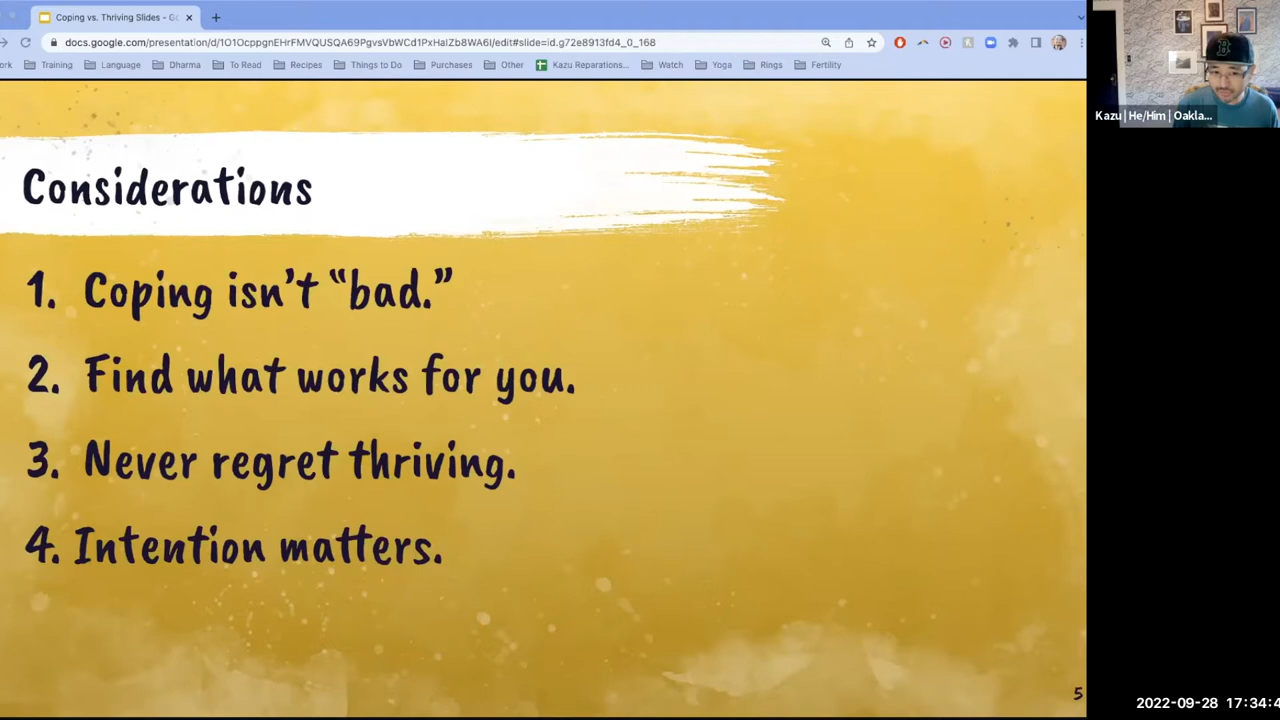 Coping vs. Thriving Slides - Go
docs.google.com/presentation/d/1O1OcppgnEHrFMVQUSQA69PgvsVbWCd1PxHaIZb8WA6I/edit#slide=id.g72e8913fd4_0_168
ork Training Language Dharma To Read Recipes Things to Do Purchases Other Kazu Reparations... Watch Yoga Rings Fertility
Kazu | He/Him | Oakla...
Considerations
1. Coping isn't “bad.”
2. Find what works for you.
3. Never regret thriving.
4. Intention matters.
5
2022-09-28 17:34:4